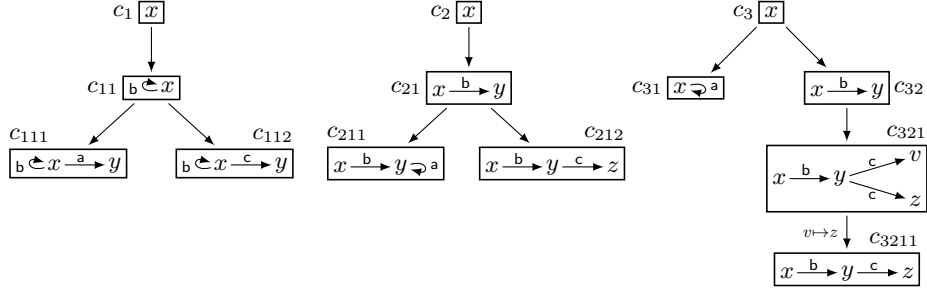 c₁ x c₂ x c₃ x
c₁₁ b x c₂₁ x b y c₃₁ x a x b y c₃₂
c₁₁₁ c₁₁₂ c₂₁₁ c₂₁₂ c₃₂₁
b x a y b x c y x b y a x b y c z x b y c v c z
v↦z c₃₂₁₁
x b y c z